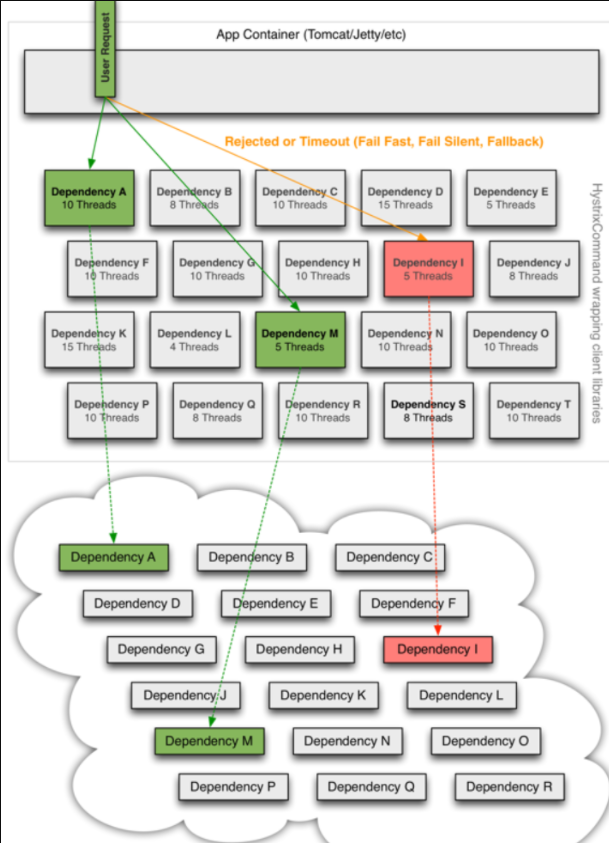 User Request
App Container (Tomcat/Jetty/etc)
Rejected or Timeout (Fail Fast, Fail Silent, Fallback)
Dependency A
10 Threads
Dependency B
8 Threads
Dependency C
10 Threads
Dependency D
15 Threads
Dependency E
5 Threads
Dependency F
10 Threads
Dependency G
10 Threads
Dependency H
10 Threads
Dependency I
5 Threads
Dependency J
8 Threads
Dependency K
15 Threads
Dependency L
4 Threads
Dependency M
5 Threads
Dependency N
10 Threads
Dependency O
10 Threads
Dependency P
10 Threads
Dependency Q
8 Threads
Dependency R
10 Threads
Dependency S
8 Threads
Dependency T
10 Threads
HystrixCommand wrapping client libraries
Dependency A
Dependency B
Dependency C
Dependency D
Dependency E
Dependency F
Dependency G
Dependency H
Dependency I
Dependency J
Dependency K
Dependency L
Dependency M
Dependency N
Dependency O
Dependency P
Dependency Q
Dependency R